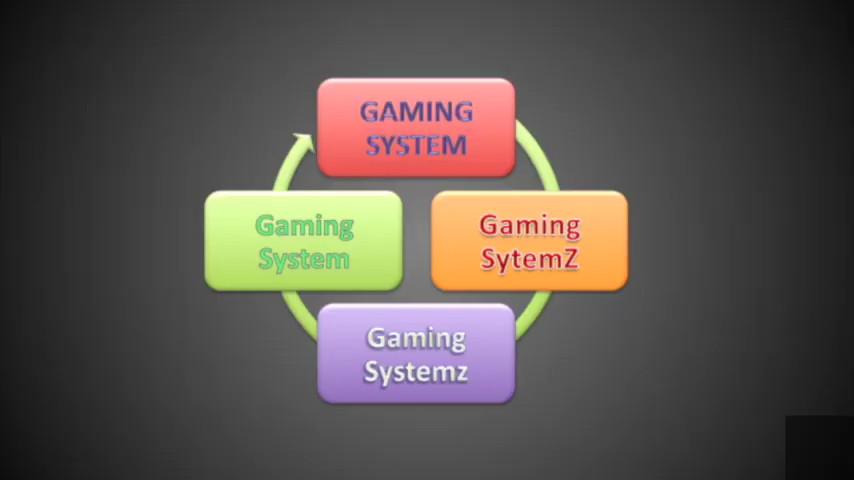 GAMING
SYSTEM
Gaming
System
Gaming
SytemZ
Gaming
Systemz